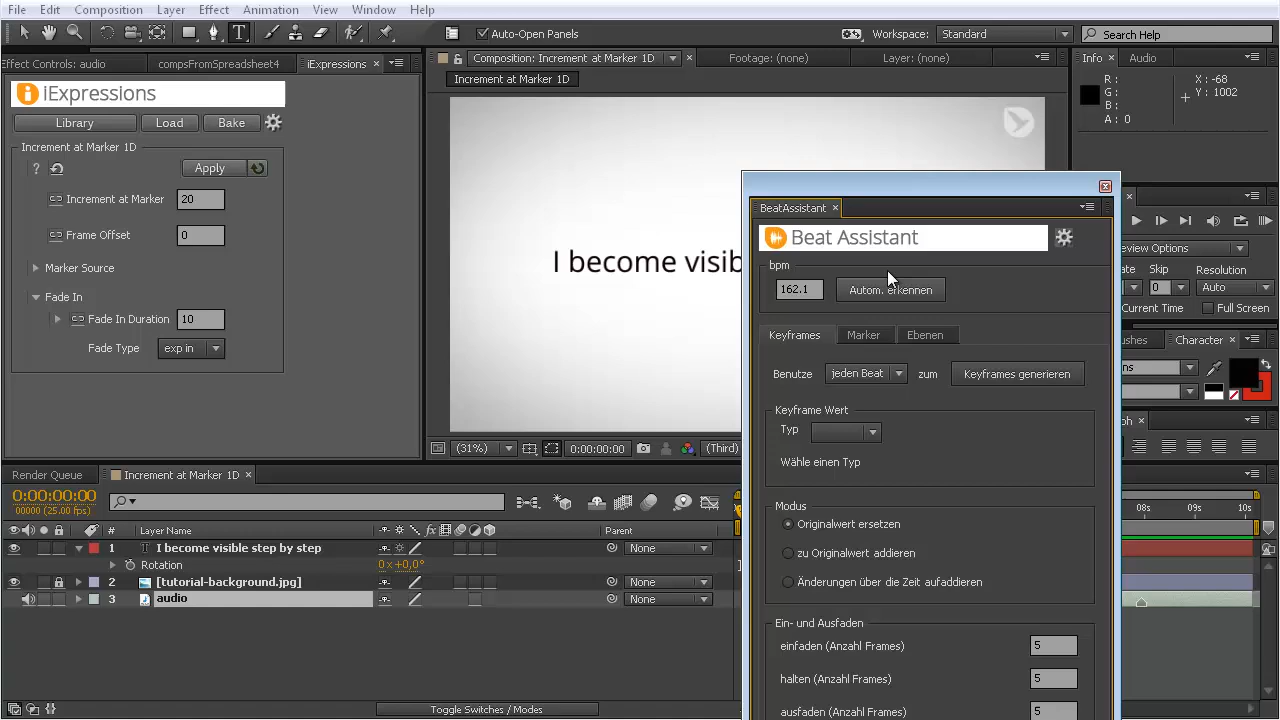 File Edit Composition Layer Effect Animation View Window Help
Auto-Open Panels Workspace: Standard Search Help
Effect Controls: audio compsFromSpreadsheet4 iExpressions × Composition: Increment at Marker 1D × Footage: (none) Layer: (none) Info × Audio
Increment at Marker 1D
iExpressions
Library Load Bake
Increment at Marker 1D
? Apply
Increment at Marker 20
Frame Offset 0
Marker Source
Fade In
Fade In Duration 10
Fade Type exp in
I become visib
R :
G :
B :
A : 0
X : -68
Y : 1002
BeatAssistant ×
Beat Assistant
bpm
162.1 Autom. erkennen
Keyframes Marker Ebenen
Benutze jeden Beat zum Keyframes generieren
Keyframe Wert
Typ
Wähle einen Typ
Modus
Originalwert ersetzen
zu Originalwert addieren
Änderungen über die Zeit aufaddieren
Ein- und Ausfaden
einfaden (Anzahl Frames) 5
halten (Anzahl Frames) 5
ausfaden (Anzahl Frames) 5
eview Options
ate Skip Resolution
0 Auto
Current Time Full Screen
ushes Character ×
ns
ph ×
(31%) 0:00:00:00 (Third)
Render Queue Increment at Marker 1D ×
0:00:00:00
00000 (25.00 fps)
# Layer Name fx Parent
1 T I become visible step by step None
Rotation 0x+0,0°
2 [tutorial-background.jpg] None
3 audio None
08s 09s 10s
Toggle Switches / Modes